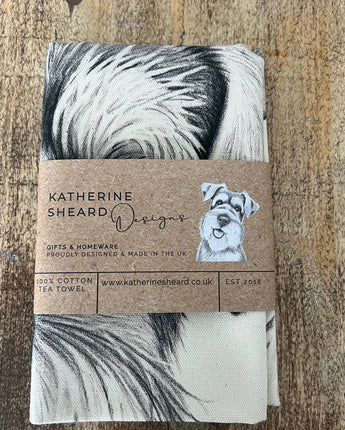 KATHERINE
SHEARD Designs
GIFTS & HOMEWARE
PROUDLY DESIGNED & MADE IN THE UK
100% COTTON
TEA TOWEL
www.katherinesheard.co.uk
EST 2018